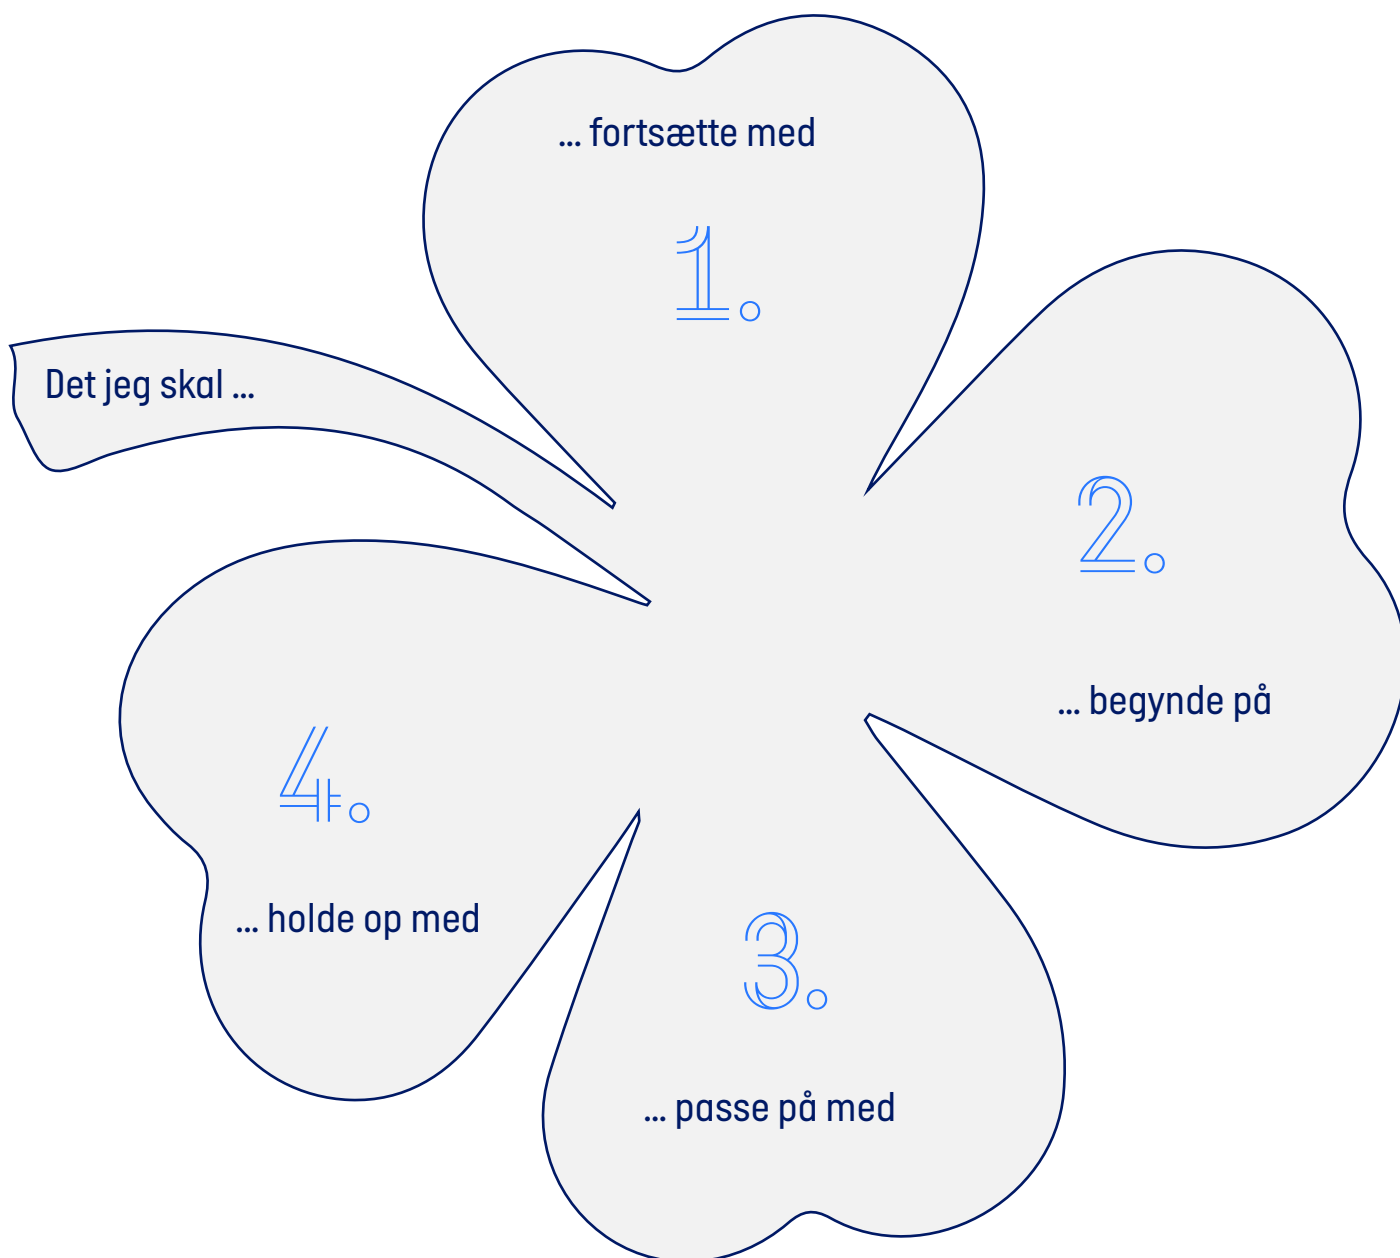 Det jeg skal ...
... fortsætte med
1.
2.
... begynde på
3.
... passe på med
4.
... holde op med